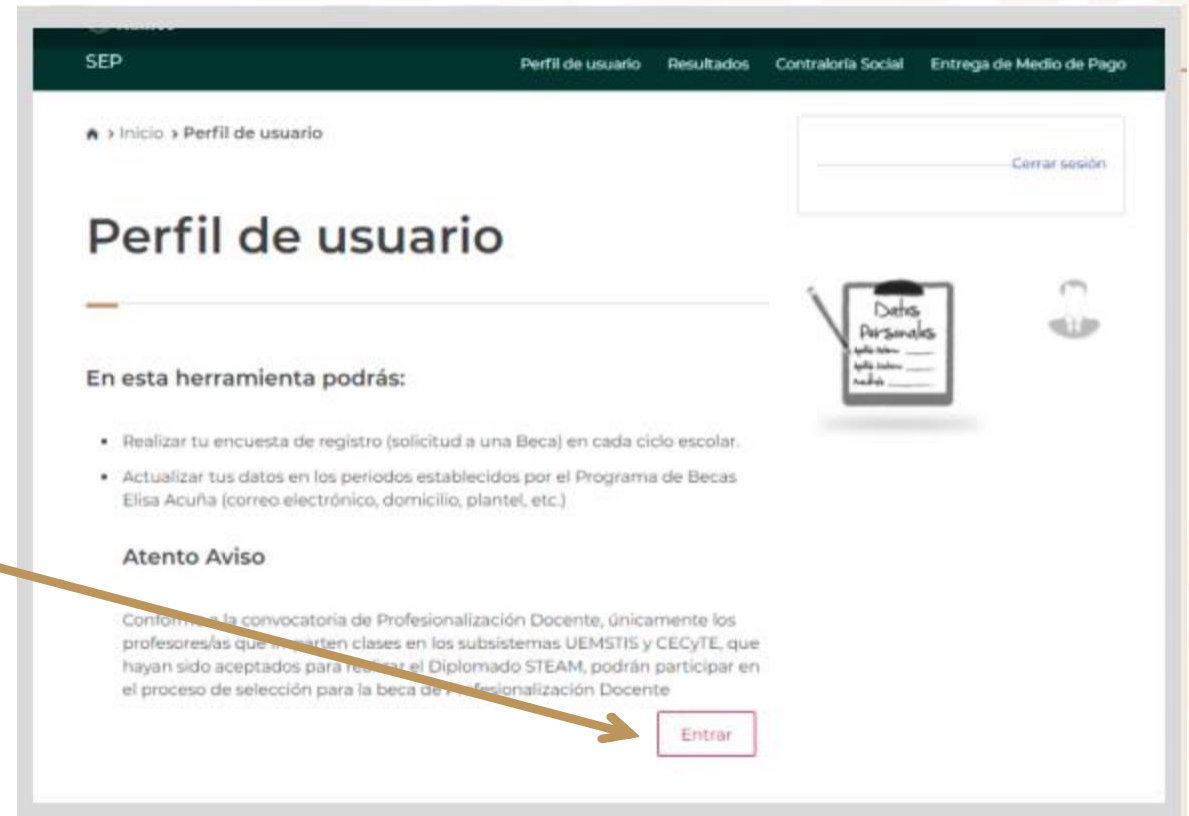 SEP
Perfil de usuario Resultados Contraloría Social Entrega de Medio de Pago
> Inicio > Perfil de usuario
Cerrar sesión
Perfil de usuario
Datos
Personales
En esta herramienta podrás:
• Realizar tu encuesta de registro (solicitud a una Beca) en cada ciclo escolar.
• Actualizar tus datos en los periodos establecidos por el Programa de Becas
Elisa Acuña (correo electrónico, domicilio, plantel, etc.)
Atento Aviso
Conforme a la convocatoria de Profesionalización Docente, únicamente los
profesores/as que imparten clases en los subsistemas UEMSTIS y CECyTE, que
hayan sido aceptados para realizar el Diplomado STEAM, podrán participar en
el proceso de selección para la beca de Profesionalización Docente
Entrar